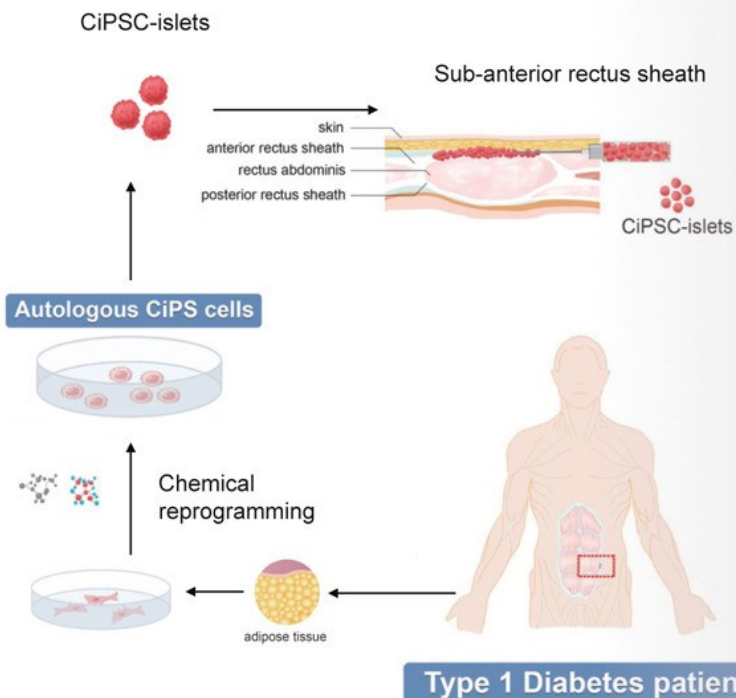 CiPSC-islets
Sub-anterior rectus sheath
skin
anterior rectus sheath
rectus abdominis
posterior rectus sheath
CiPSC-islets
Autologous CiPS cells
Chemical
reprogramming
adipose tissue
Type 1 Diabetes patien